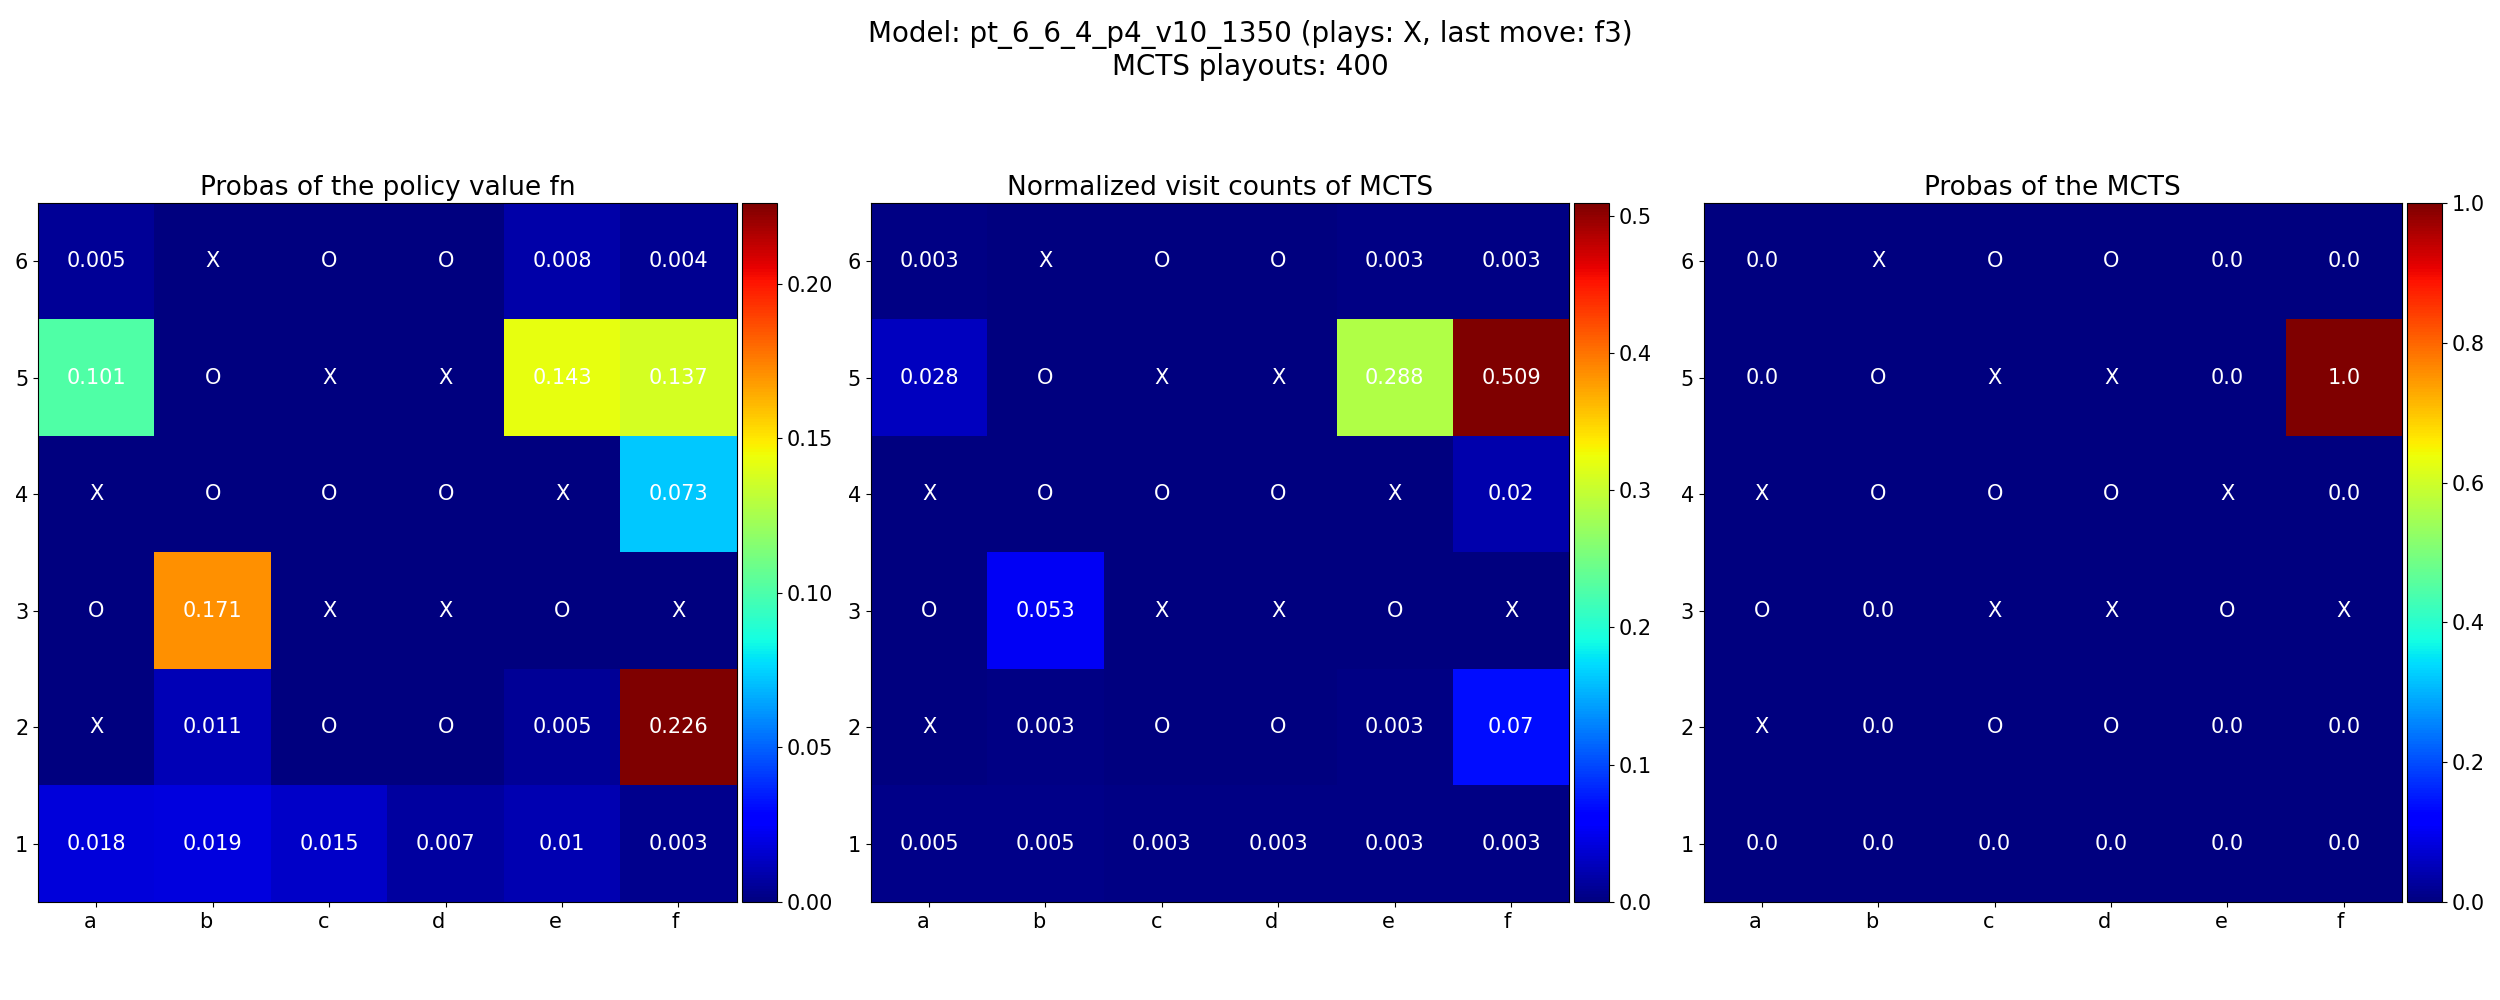 Model: pt_6_6_4_p4_v10_1350 (plays: X, last move: f3)
MCTS playouts: 400
Probas of the policy value fn
6 0.005 X O O 0.008 0.004
5 0.101 O X X 0.143 0.137
4 X O O O X 0.073
3 O 0.171 X X O X
2 X 0.011 O O 0.005 0.226
1 0.018 0.019 0.015 0.007 0.01 0.003
a b c d e f
0.20
0.15
0.10
0.05
0.00
Normalized visit counts of MCTS
6 0.003 X O O 0.003 0.003
5 0.028 O X X 0.288 0.509
4 X O O O X 0.02
3 O 0.053 X X O X
2 X 0.003 O O 0.003 0.07
1 0.005 0.005 0.003 0.003 0.003 0.003
a b c d e f
0.5
0.4
0.3
0.2
0.1
0.0
Probas of the MCTS
6 0.0 X O O 0.0 0.0
5 0.0 O X X 0.0 1.0
4 X O O O X 0.0
3 O 0.0 X X O X
2 X 0.0 O O 0.0 0.0
1 0.0 0.0 0.0 0.0 0.0 0.0
a b c d e f
1.0
0.8
0.6
0.4
0.2
0.0